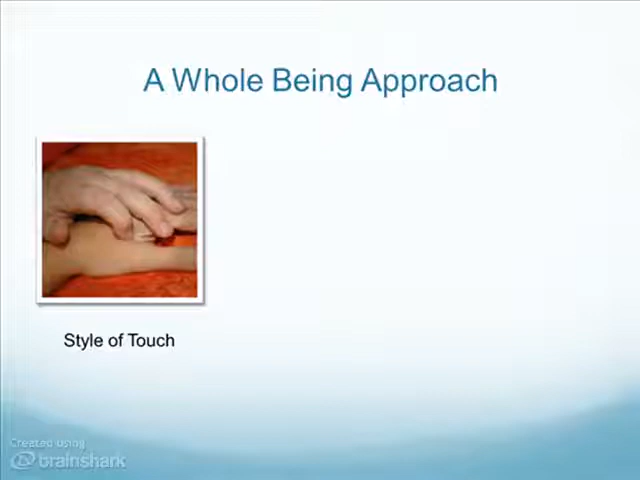 A Whole Being Approach
Style of Touch
Created using
brainshark